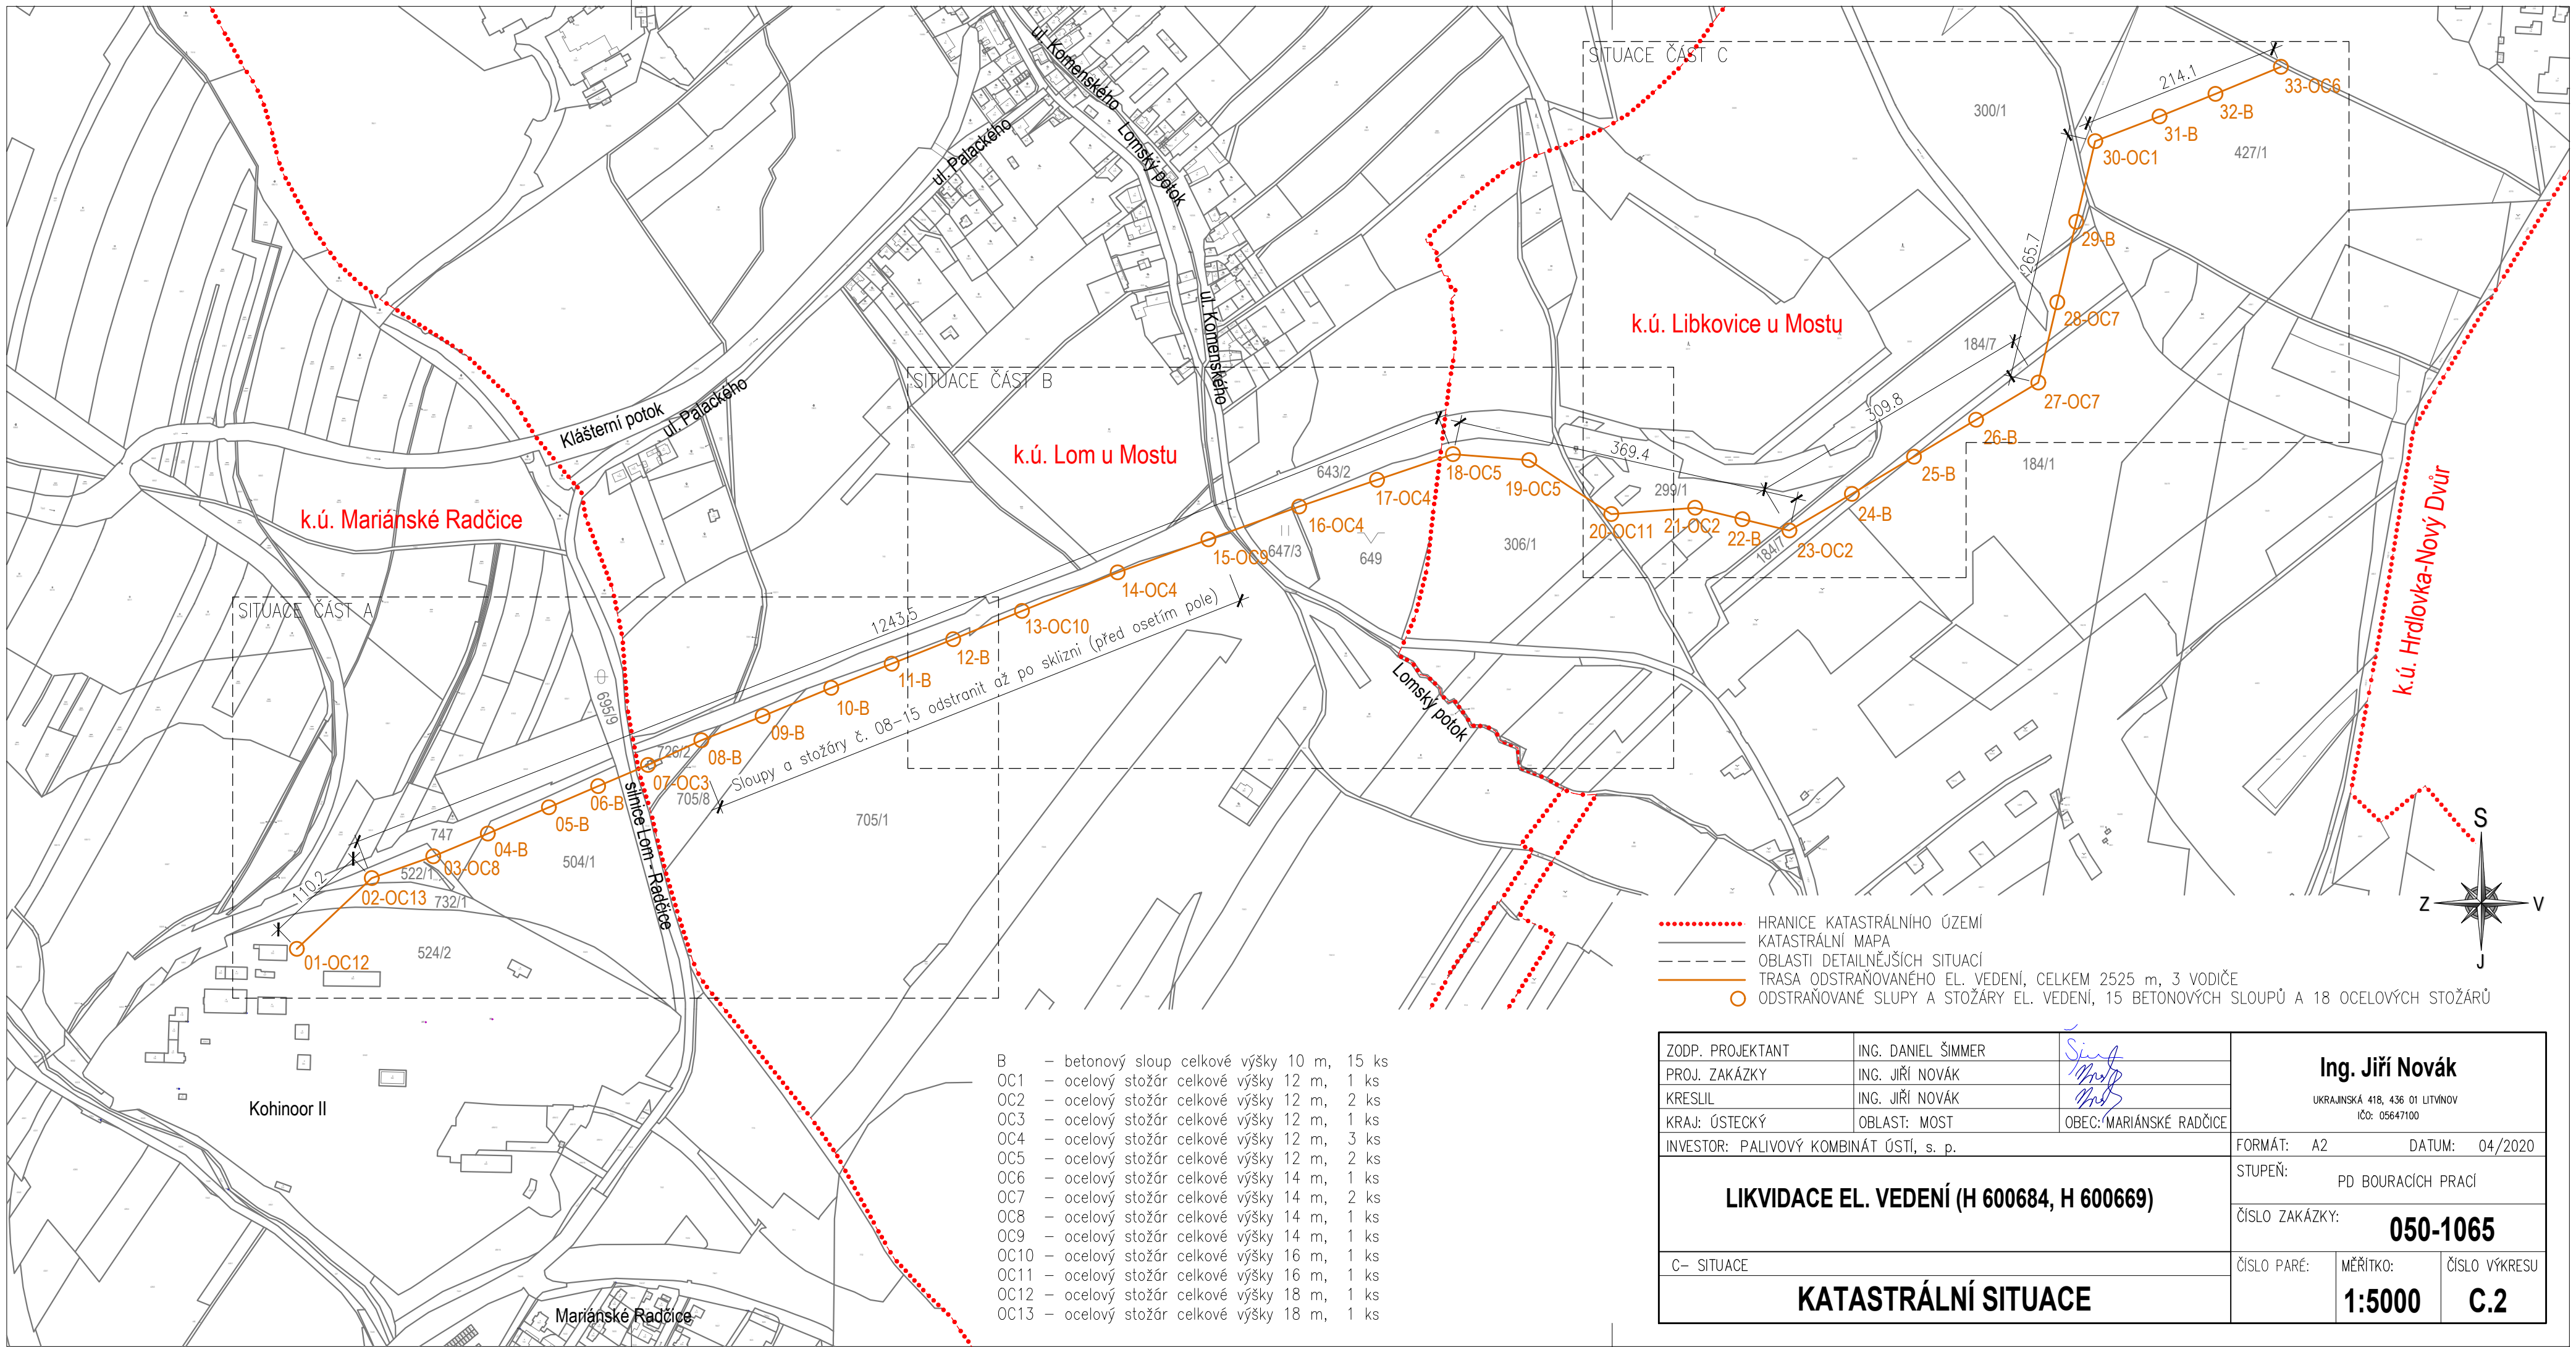 ul. Komenského
Lomský potok
ul. Palackého
ul. Komenského
Klášterní potok
ul. Palackého
k.ú. Mariánské Radčice
k.ú. Lom u Mostu
k.ú. Libkovice u Mostu
k.ú. Hrdlovka-Nový Dvůr
SITUACE ČÁST A
SITUACE ČÁST B
SITUACE ČÁST C
300/1
427/1
184/7
184/1
184/7
299/1
306/1
643/2
647/3
649
695/9
726/2
705/8
705/1
747
504/1
522/1
732/1
524/2
214.1
265.7
309.8
369.4
1243.5
110.2
Sloupy a stožáry č. 08–15 odstranit až po sklizni (před osetím pole)
01-OC12
02-OC13
03-OC8
04-B
05-B
06-B
07-OC3
08-B
09-B
10-B
11-B
12-B
13-OC10
14-OC4
15-OC9
16-OC4
17-OC4
18-OC5
19-OC5
20-OC11
21-OC2
22-B
23-OC2
24-B
25-B
26-B
27-OC7
28-OC7
29-B
30-OC1
31-B
32-B
33-OC6
silnice Lom - Radčice
Lomský potok
Kohinoor II
Mariánské Radčice
S
Z
V
J
HRANICE KATASTRÁLNÍHO ÚZEMÍ
KATASTRÁLNÍ MAPA
OBLASTI DETAILNĚJŠÍCH SITUACÍ
TRASA ODSTRAŇOVANÉHO EL. VEDENÍ, CELKEM 2525 m, 3 VODIČE
ODSTRAŇOVANÉ SLUPY A STOŽÁRY EL. VEDENÍ, 15 BETONOVÝCH SLOUPŮ A 18 OCELOVÝCH STOŽÁRŮ
B – betonový sloup celkové výšky 10 m, 15 ks
OC1 – ocelový stožár celkové výšky 12 m, 1 ks
OC2 – ocelový stožár celkové výšky 12 m, 2 ks
OC3 – ocelový stožár celkové výšky 12 m, 1 ks
OC4 – ocelový stožár celkové výšky 12 m, 3 ks
OC5 – ocelový stožár celkové výšky 12 m, 2 ks
OC6 – ocelový stožár celkové výšky 14 m, 1 ks
OC7 – ocelový stožár celkové výšky 14 m, 2 ks
OC8 – ocelový stožár celkové výšky 14 m, 1 ks
OC9 – ocelový stožár celkové výšky 14 m, 1 ks
OC10 – ocelový stožár celkové výšky 16 m, 1 ks
OC11 – ocelový stožár celkové výšky 16 m, 1 ks
OC12 – ocelový stožár celkové výšky 18 m, 1 ks
OC13 – ocelový stožár celkové výšky 18 m, 1 ks
ZODP. PROJEKTANT ING. DANIEL ŠIMMER
PROJ. ZAKÁZKY ING. JIŘÍ NOVÁK
KRESLIL ING. JIŘÍ NOVÁK
KRAJ: ÚSTECKÝ OBLAST: MOST OBEC: MARIÁNSKÉ RADČICE
INVESTOR: PALIVOVÝ KOMBINÁT ÚSTÍ, s. p.
LIKVIDACE EL. VEDENÍ (H 600684, H 600669)
C– SITUACE
KATASTRÁLNÍ SITUACE
Ing. Jiří Novák
UKRAJINSKÁ 418, 436 01 LITVÍNOV
IČO: 05647100
FORMÁT: A2 DATUM: 04/2020
STUPEŇ:
PD BOURACÍCH PRACÍ
ČÍSLO ZAKÁZKY:
050-1065
ČÍSLO PARÉ: MĚŘÍTKO: ČÍSLO VÝKRESU
1:5000 C.2